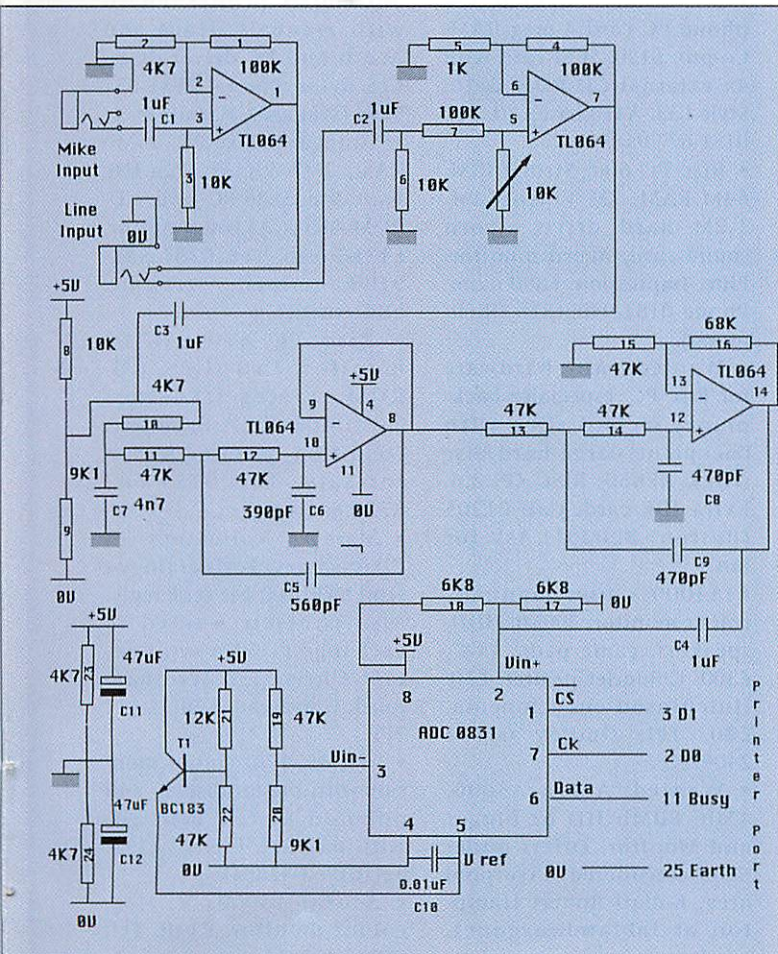 2
4K7
1
100K
2
1
3
TL064
1uF
C1
Mike
Input
3
10K
5
1K
4
100K
6
7
5
TL064
1uF
C2
100K
7
6
10K
10K
Line
Input
0V
+5V
8
10K
C3
1uF
4K7
10
11
47K
12
47K
9K1
9
C7
4n7
390pF
C6
TL064
9
8
10
+5V
4
11
0V
C5
560pF
47K
13
47K
14
15
47K
68K
16
TL064
13
14
12
470pF
C8
C9
470pF
0V
+5V
4K7
23
47uF
C11
47uF
C12
4K7
24
0V
+5V
12K
21
19
47K
T1
BC183
22
47K
20
9K1
0V
6K8
18
6K8
17
0V
+5V
Vin+
C4
1uF
8
2
ADC 0831
Vin-
3
4
5
1
CS
3 D1
7
Ck
2 D0
6
Data
11 Busy
V ref
0.01uF
C10
0V
25 Earth
Printer Port